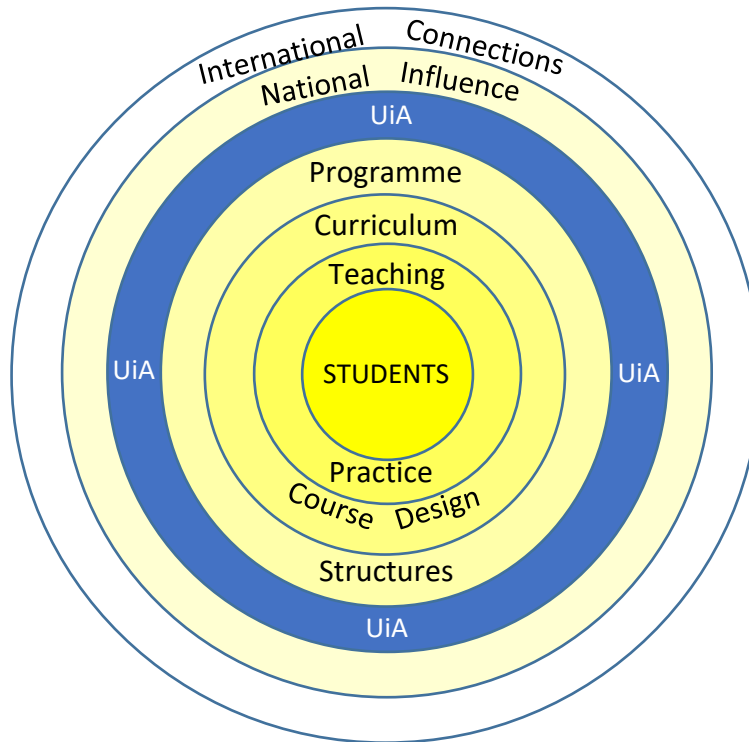 International Connections
National Influence
UiA
Programme
Curriculum
Teaching
UiA
STUDENTS
UiA
Practice
Course Design
Structures
UiA